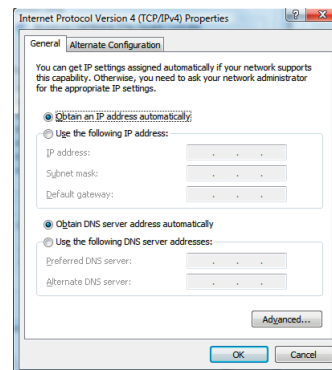 Internet Protocol Version 4 (TCP/IPv4) Properties
General
Alternate Configuration
You can get IP settings assigned automatically if your network supports
this capability. Otherwise, you need to ask your network administrator
for the appropriate IP settings.
Obtain an IP address automatically
Use the following IP address:
IP address:
Subnet mask:
Default gateway:
Obtain DNS server address automatically
Use the following DNS server addresses:
Preferred DNS server:
Alternate DNS server:
Advanced...
OK
Cancel